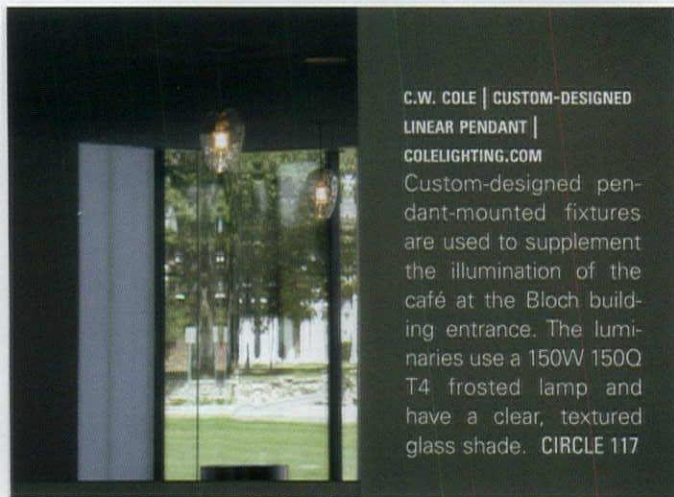 C.W. COLE | CUSTOM-DESIGNED
LINEAR PENDANT |
COLELIGHTING.COM
Custom-designed pen-
dant-mounted fixtures
are used to supplement
the illumination of the
café at the Bloch build-
ing entrance. The lumi-
naries use a 150W 150Q
T4 frosted lamp and
have a clear, textured
glass shade. CIRCLE 117